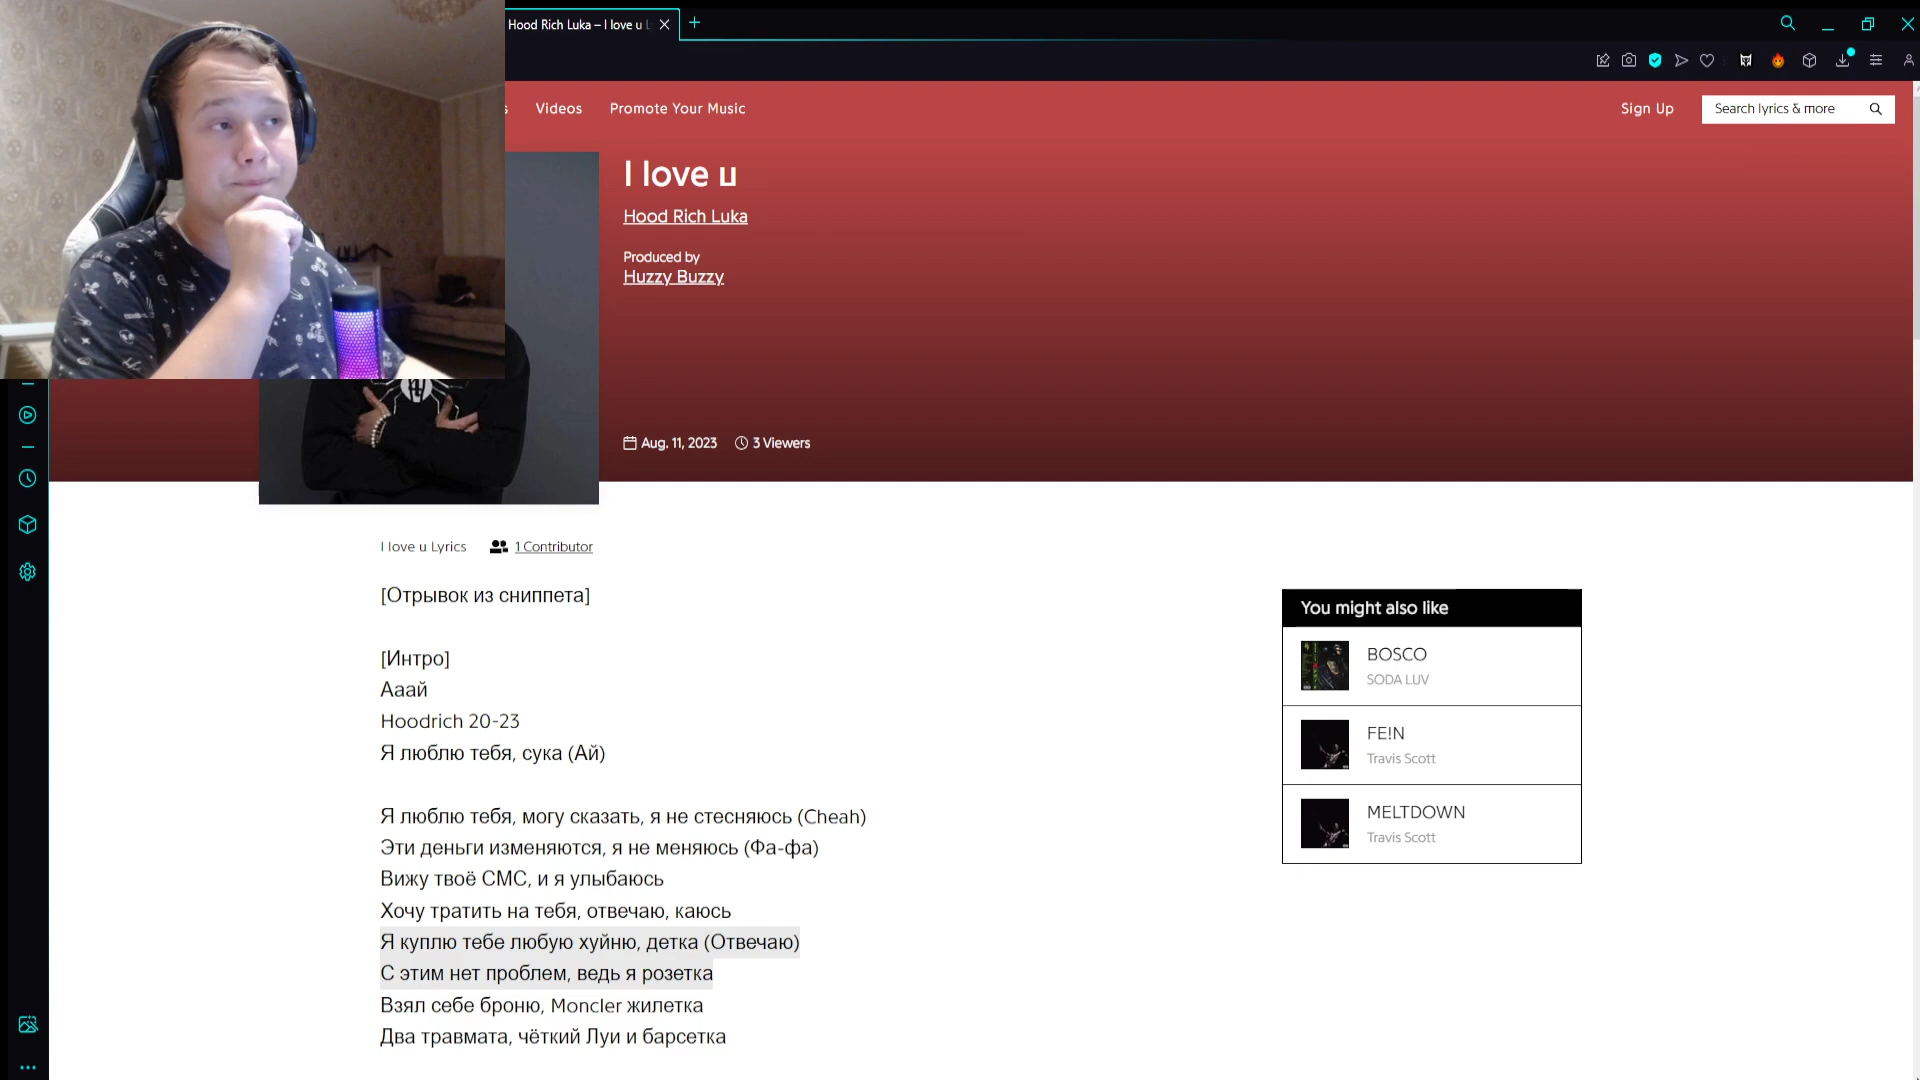 Hood Rich Luka – I love u
Videos
Promote Your Music
Sign Up
Search lyrics & more
I love u
Hood Rich Luka
Produced by
Huzzy Buzzy
Aug. 11, 2023
3 Viewers
I love u Lyrics
1 Contributor
[Отрывок из сниппета]
[Интро]
Ааай
Hoodrich 20-23
Я люблю тебя, сука (Ай)
Я люблю тебя, могу сказать, я не стесняюсь (Cheah)
Эти деньги изменяются, я не меняюсь (Фа-фа)
Вижу твоё СМС, и я улыбаюсь
Хочу тратить на тебя, отвечаю, каюсь
Я куплю тебе любую хуйню, детка (Отвечаю)
С этим нет проблем, ведь я розетка
Взял себе броню, Moncler жилетка
Два травмата, чёткий Луи и барсетка
You might also like
BOSCO
SODA LUV
FE!N
Travis Scott
MELTDOWN
Travis Scott